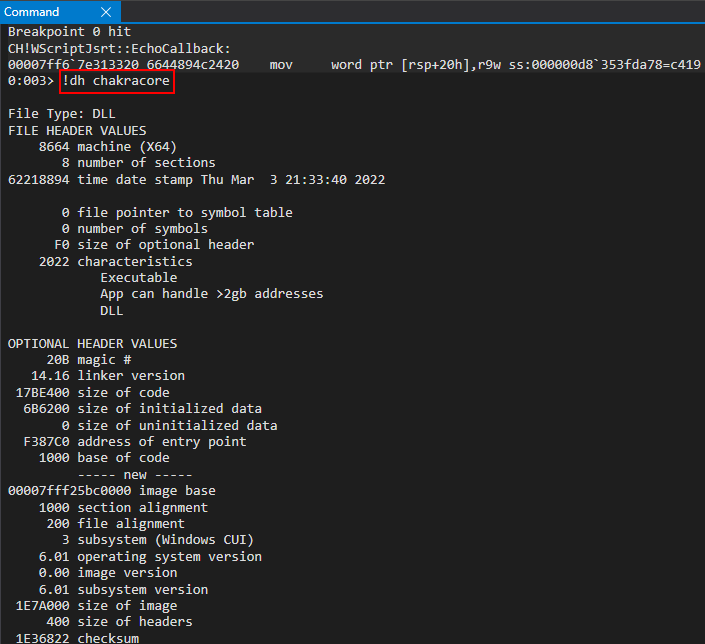 Command
Breakpoint 0 hit
CH!WScriptJsrt::EchoCallback:
00007ff6`7e313320 6644894c2420    mov     word ptr [rsp+20h],r9w ss:000000d8`353fda78=c419
0:003> !dh chakracore
File Type: DLL
FILE HEADER VALUES
8664 machine (X64)
8 number of sections
62218894 time date stamp Thu Mar  3 21:33:40 2022
0 file pointer to symbol table
0 number of symbols
F0 size of optional header
2022 characteristics
Executable
App can handle >2gb addresses
DLL
OPTIONAL HEADER VALUES
20B magic #
14.16 linker version
17BE400 size of code
6B6200 size of initialized data
0 size of uninitialized data
F387C0 address of entry point
1000 base of code
----- new -----
00007fff25bc0000 image base
1000 section alignment
200 file alignment
3 subsystem (Windows CUI)
6.01 operating system version
0.00 image version
6.01 subsystem version
1E7A000 size of image
400 size of headers
1E36822 checksum